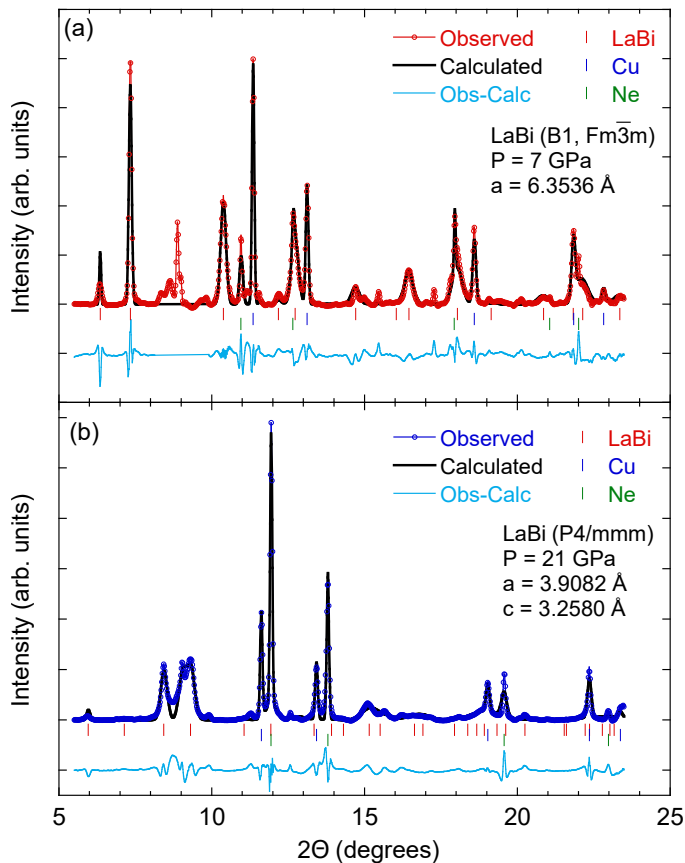 (a)
Observed LaBi
Calculated Cu
Obs-Calc Ne
LaBi (B1, Fm3̅m)
P = 7 GPa
a = 6.3536 Å
Intensity (arb. units)
(b)
Observed LaBi
Calculated Cu
Obs-Calc Ne
LaBi (P4/mmm)
P = 21 GPa
a = 3.9082 Å
c = 3.2580 Å
Intensity (arb. units)
5 10 15 20 25
2Θ (degrees)